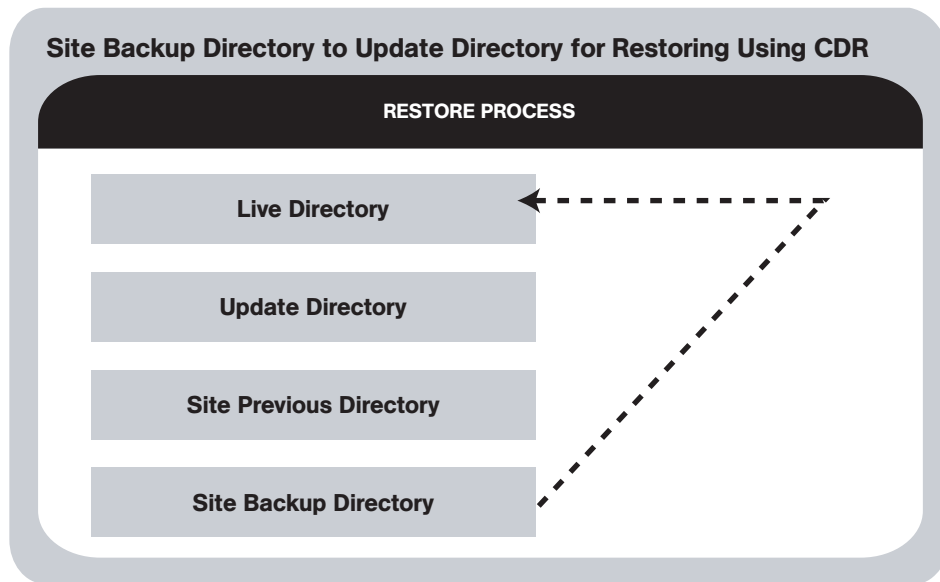 Site Backup Directory to Update Directory for Restoring Using CDR
RESTORE PROCESS
Live Directory
Update Directory
Site Previous Directory
Site Backup Directory